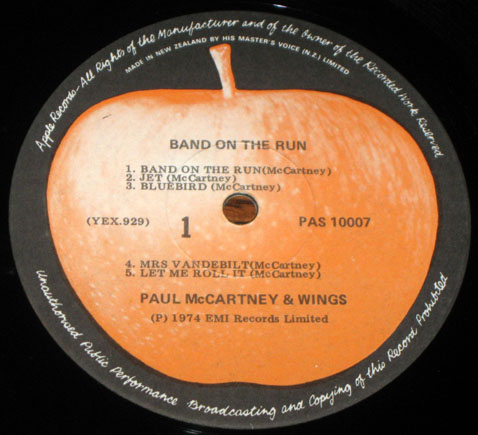 Apple Records-All Rights of the Manufacturer and of the Owner of the Recorded Work Reserved
MADE IN NEW ZEALAND BY HIS MASTER'S VOICE (N.Z.) LIMITED
BAND ON THE RUN
1. BAND ON THE RUN(McCartney)
2. JET (McCartney)
3. BLUEBIRD (McCartney)
(YEX.929) 1 PAS 10007
4. MRS VANDEBILT(McCartney)
5. LET ME ROLL IT(McCartney)
PAUL McCARTNEY & WINGS
(P) 1974 EMI Records Limited
Unauthorised Public Performance Broadcasting and Copying of this Record Prohibited